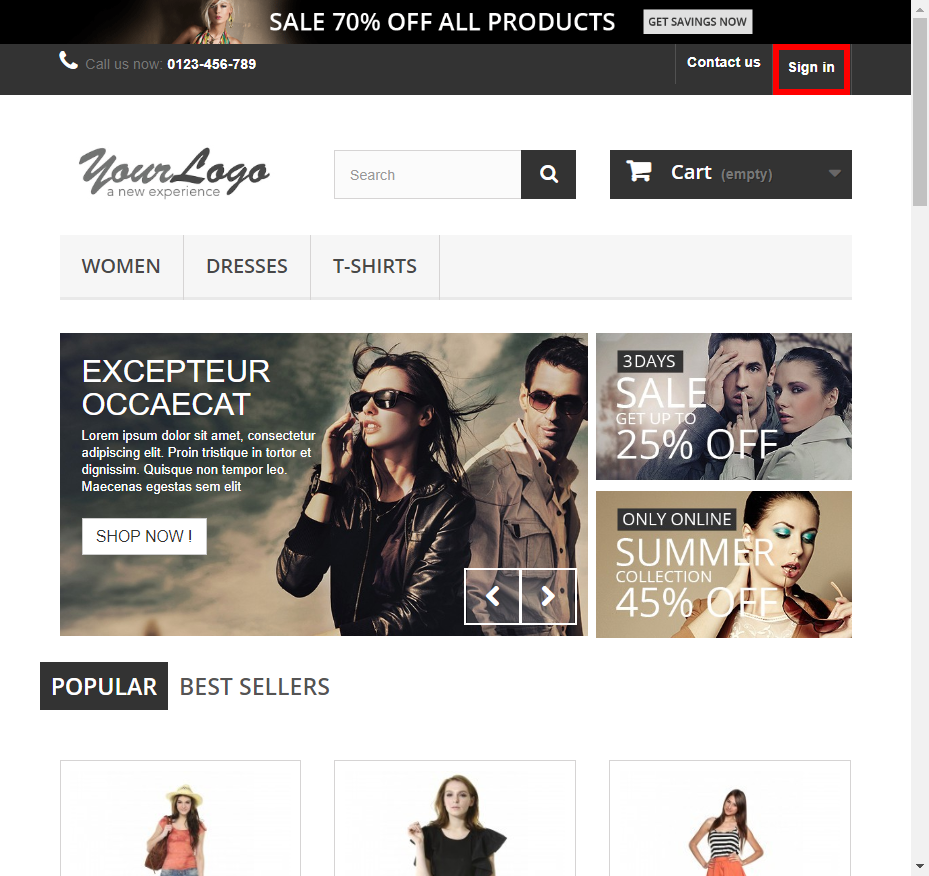 SALE 70% OFF ALL PRODUCTS GET SAVINGS NOW
Call us now: 0123-456-789 Contact us Sign in
YourLogo
a new experience
Search
Cart (empty)
WOMEN DRESSES T-SHIRTS
EXCEPTEUR
OCCAECAT
Lorem ipsum dolor sit amet, consectetur
adipiscing elit. Proin tristique in tortor et
dignissim. Quisque non tempor leo.
Maecenas egestas sem elit
SHOP NOW !
3 DAYS
SALE
GET UP TO
25% OFF
ONLY ONLINE
SUMMER
COLLECTION
45% OFF
POPULAR BEST SELLERS